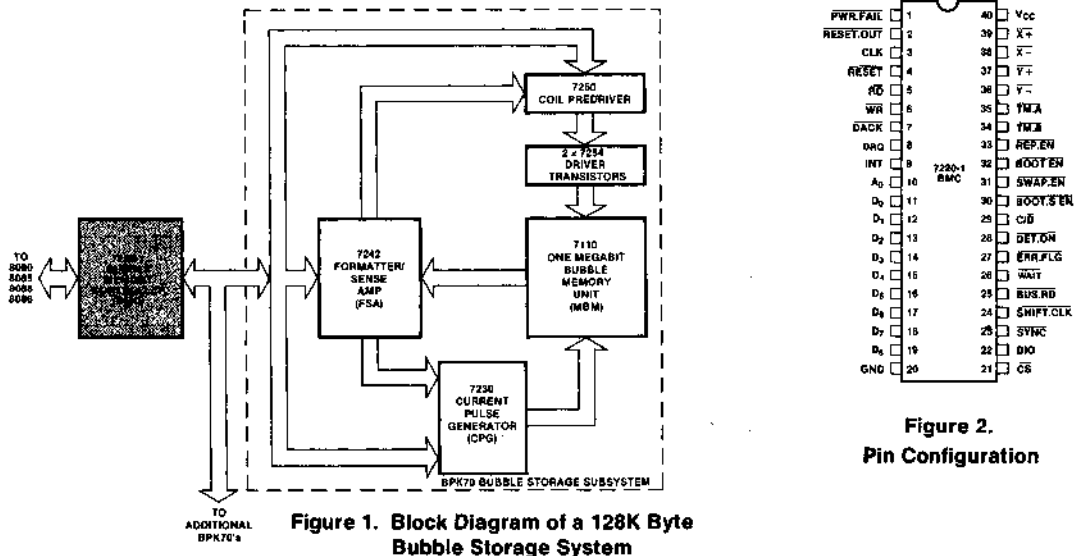 7250
COIL PREDRIVER
2 x 7254
DRIVER
TRANSISTORS
7242
FORMATTER/
SENSE
AMP
(FSA)
7110
ONE MEGABIT
BUBBLE
MEMORY
UNIT
(MBM)
TO
8080
8085
8088
8086
7230
CURRENT
PULSE
GENERATOR
(CPG)
BPK70 BUBBLE STORAGE SUBSYSTEM
TO
ADDITIONAL
BPK70's
Figure 1. Block Diagram of a 128K Byte
Bubble Storage System
PWR.FAIL 1 40 VCC
RESET.OUT 2 39 X+
CLK 3 38 X-
RESET 4 37 Y+
RD 5 36 Y-
WR 6 35 TM.A
DACK 7 34 TM.B
DRQ 8 33 REP.EN
INT 9 32 BOOT.EN
A0 10 31 SWAP.EN
D0 11 30 BOOT.S.EN
D1 12 29 C/D
D2 13 28 DET.ON
D3 14 27 ERR.FLG
D4 15 26 WAIT
D5 16 25 BUS.RD
D6 17 24 SHIFT.CLK
D7 18 23 SYNC
D8 19 22 DIO
GND 20 21 CS
7220-1
BMC
Figure 2.
Pin Configuration